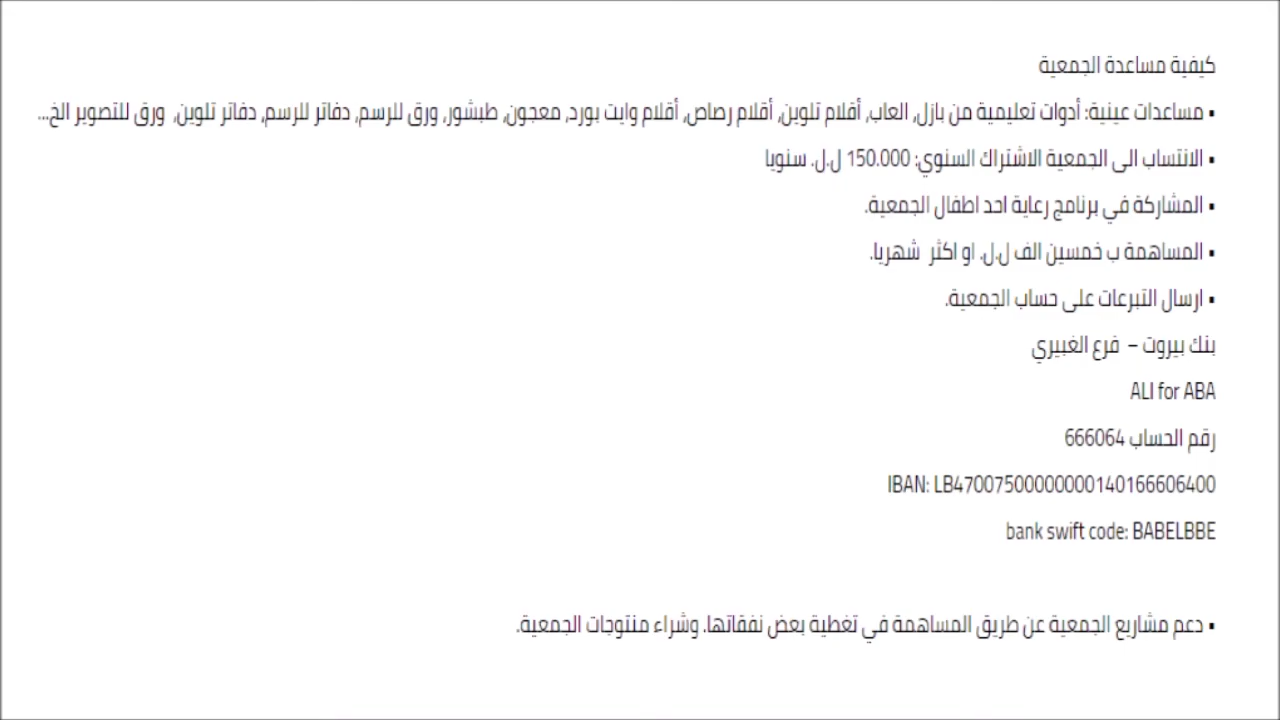 كيفية مساعدة الجمعية
▪ مساعدات عينية: أدوات تعليمية من بازل, العاب, أقلام تلوين, أقلام رصاص, أقلام وايت بورد, معجون, طبشور, ورق للرسم, دفاتر للرسم, دفاتر تلوين, ورق للتصوير الخ...
▪ الانتساب الى الجمعية الاشتراك السنوي: 150.000 ل.ل. سنويا
▪ المشاركة في برنامج رعاية احد اطفال الجمعية.
▪ المساهمة ب خمسين الف ل.ل. او اكثر شهريا.
▪ ارسال التبرعات على حساب الجمعية.
بنك بيروت – فرع الغبيري
ALI for ABA
رقم الحساب 666064
IBAN: LB47007500000000140166606400
bank swift code: BABELBBE
▪ دعم مشاريع الجمعية عن طريق المساهمة في تغطية بعض نفقاتها. وشراء منتوجات الجمعية.